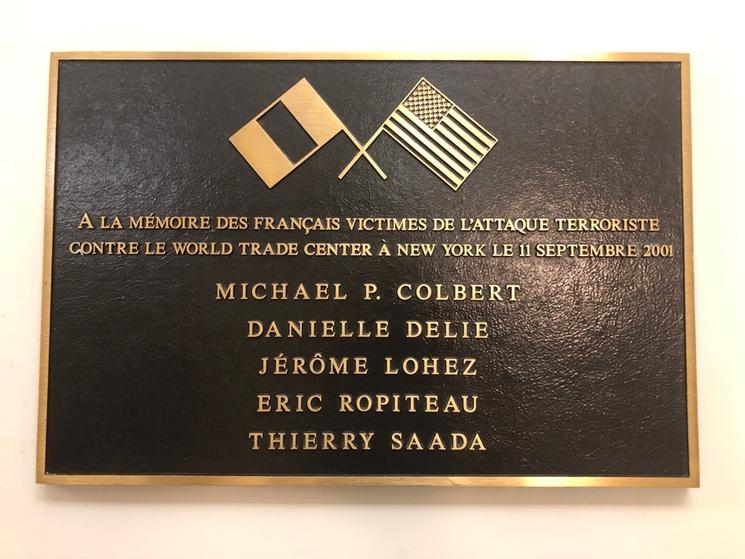 A LA MÉMOIRE DES FRANÇAIS VICTIMES DE L'ATTAQUE TERRORISTE
CONTRE LE WORLD TRADE CENTER À NEW YORK LE 11 SEPTEMBRE 2001
MICHAEL P. COLBERT
DANIELLE DELIE
JÉRÔME LOHEZ
ERIC ROPITEAU
THIERRY SAADA